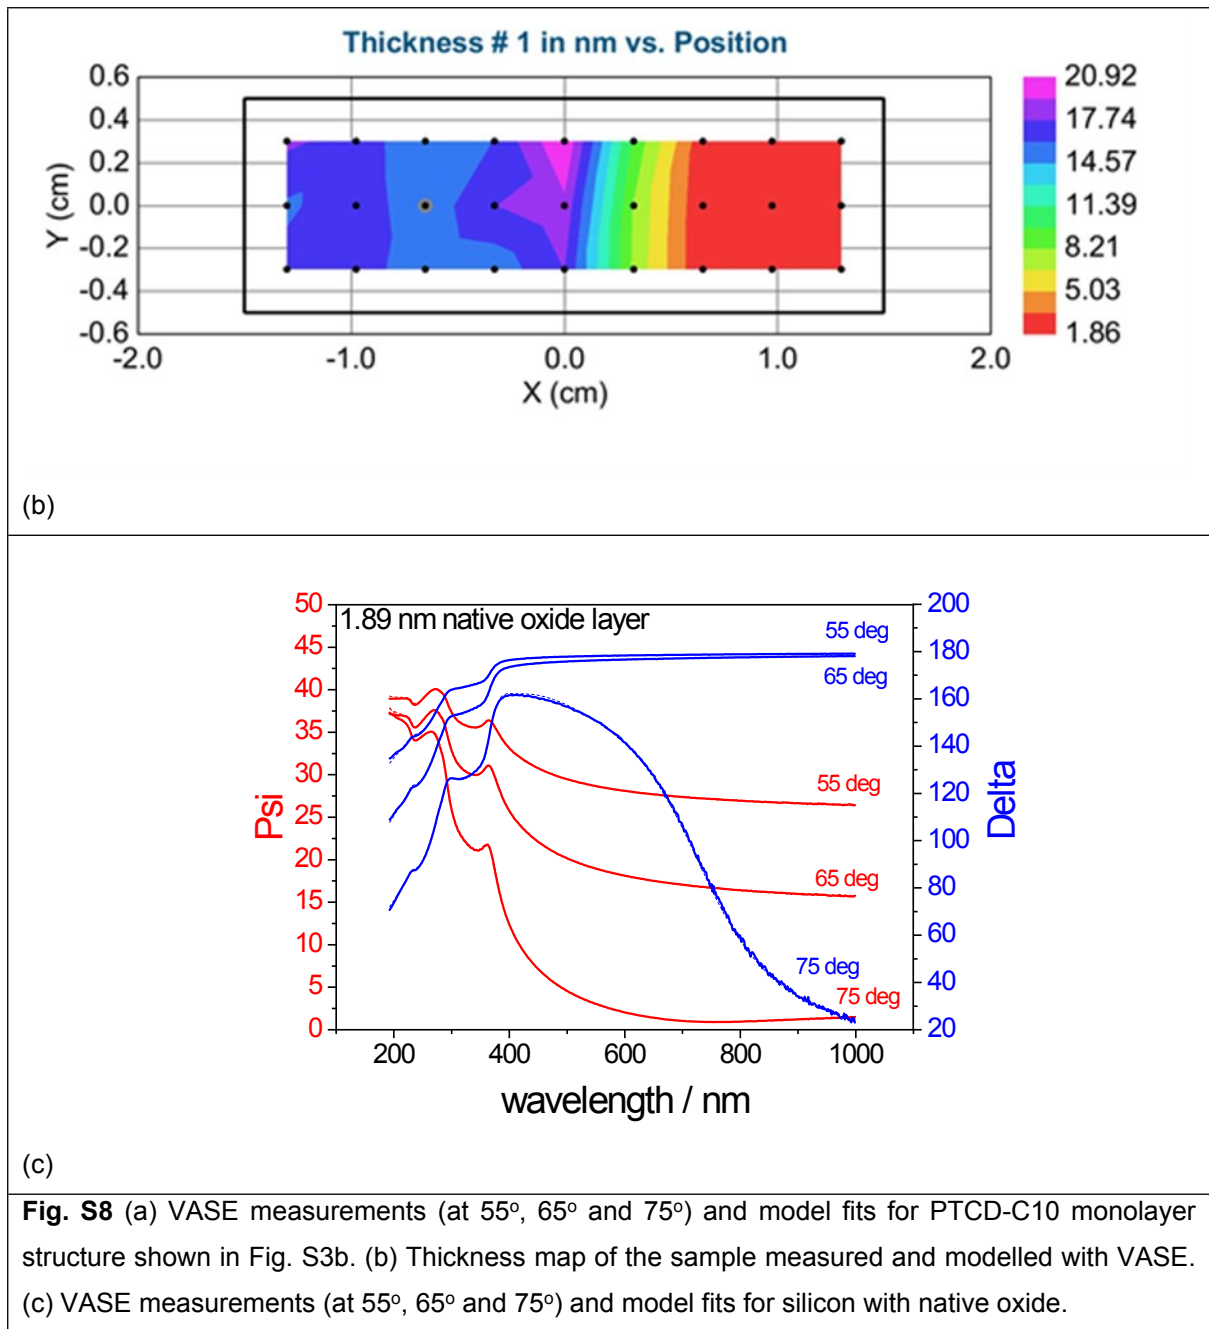 Thickness # 1 in nm vs. Position
0.6
0.4
0.2
0.0
-0.2
-0.4
-0.6
Y (cm)
-2.0 -1.0 0.0 1.0 2.0
X (cm)
20.92
17.74
14.57
11.39
8.21
5.03
1.86
(b)
1.89 nm native oxide layer
50
45
40
35
30
25
20
15
10
5
0
Psi
200
180
160
140
120
100
80
60
40
20
Delta
55 deg
65 deg
55 deg
65 deg
75 deg
75 deg
200 400 600 800 1000
wavelength / nm
(c)
Fig. S8 (a) VASE measurements (at 55º, 65º and 75º) and model fits for PTCD-C10 monolayer
structure shown in Fig. S3b. (b) Thickness map of the sample measured and modelled with VASE.
(c) VASE measurements (at 55º, 65º and 75º) and model fits for silicon with native oxide.